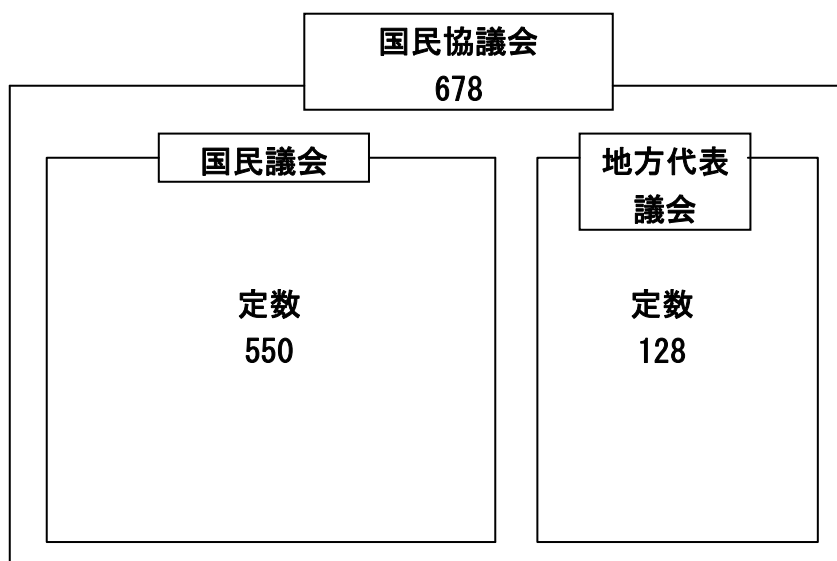 国民協議会
678
国民議会
地方代表
議会
定数
550
定数
128